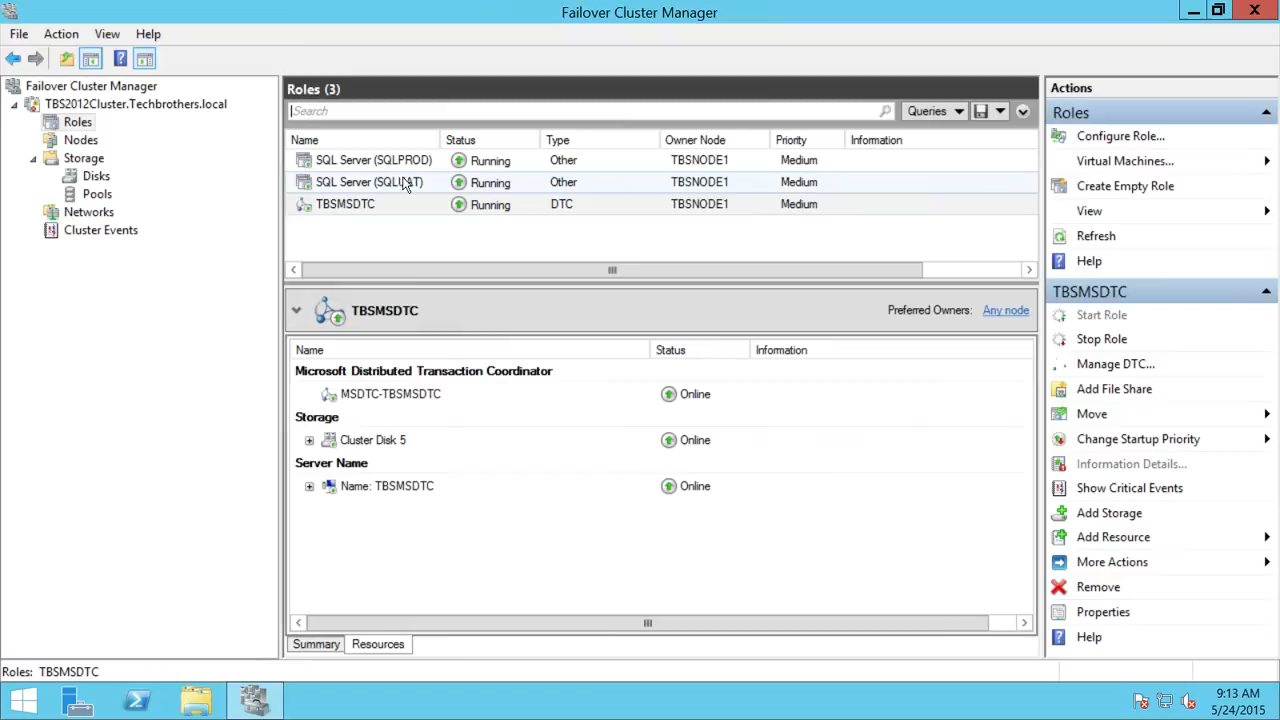 Failover Cluster Manager
File Action View Help
Failover Cluster Manager
TBS2012Cluster.Techbrothers.local
Roles
Nodes
Storage
Disks
Pools
Networks
Cluster Events
Roles (3)
Search
Queries
Name Status Type Owner Node Priority Information
SQL Server (SQLPROD) Running Other TBSNODE1 Medium
SQL Server Running Other TBSNODE1 Medium
TBSMSDTC Running DTC TBSNODE1 Medium
TBSMSDTC
Preferred Owners: Any node
Name Status Information
Microsoft Distributed Transaction Coordinator
MSDTC-TBSMSDTC Online
Storage
Cluster Disk 5 Online
Server Name
Name: TBSMSDTC Online
Summary Resources
Actions
Roles
Configure Role...
Virtual Machines...
Create Empty Role
View
Refresh
Help
TBSMSDTC
Start Role
Stop Role
Manage DTC...
Add File Share
Move
Change Startup Priority
Information Details...
Show Critical Events
Add Storage
Add Resource
More Actions
Remove
Properties
Help
Roles: TBSMSDTC
9:13 AM
5/24/2015